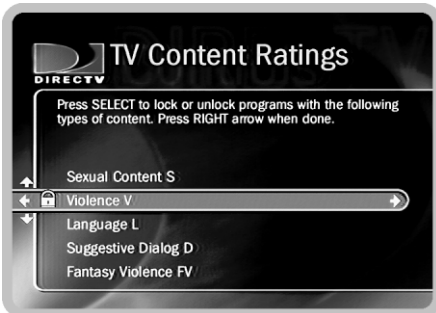 TV Content Ratings
DIRECTV
Press SELECT to lock or unlock programs with the following
types of content. Press RIGHT arrow when done.
Sexual Content S
Violence V
Language L
Suggestive Dialog D
Fantasy Violence FV